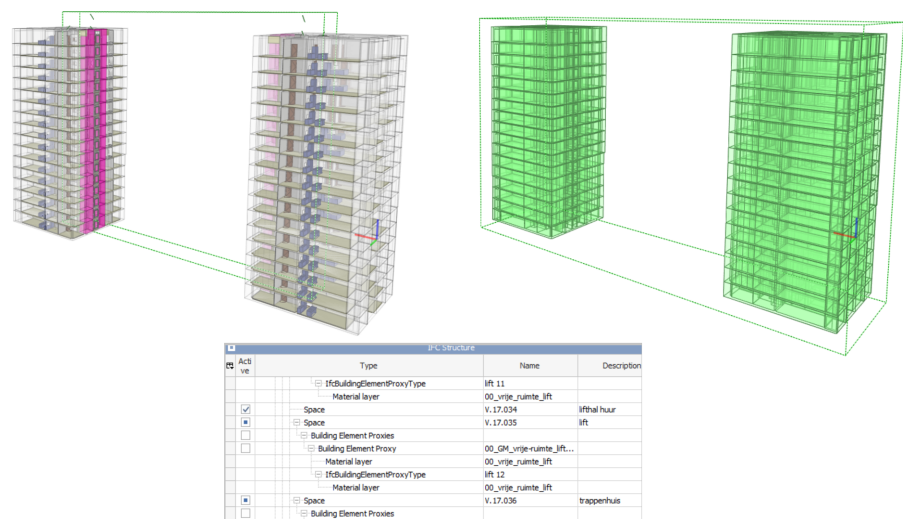 IFC Structure
Acti
ve Type Name Description
IfcBuildingElementProxyType lift 11
Material layer 00_vrije_ruimte_lift
Space V.17.034 lifthal huur
Space V.17.035 lift
Building Element Proxies
Building Element Proxy 00_GM_vrije-ruimte_lift...
Material layer 00_vrije_ruimte_lift
IfcBuildingElementProxyType lift 12
Material layer 00_vrije_ruimte_lift
Space V.17.036 trappenhuis
Building Element Proxies